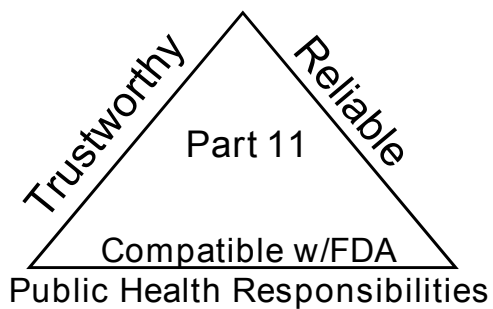 Trustworthy
Reliable
Part 11
Compatible w/FDA
Public Health Responsibilities